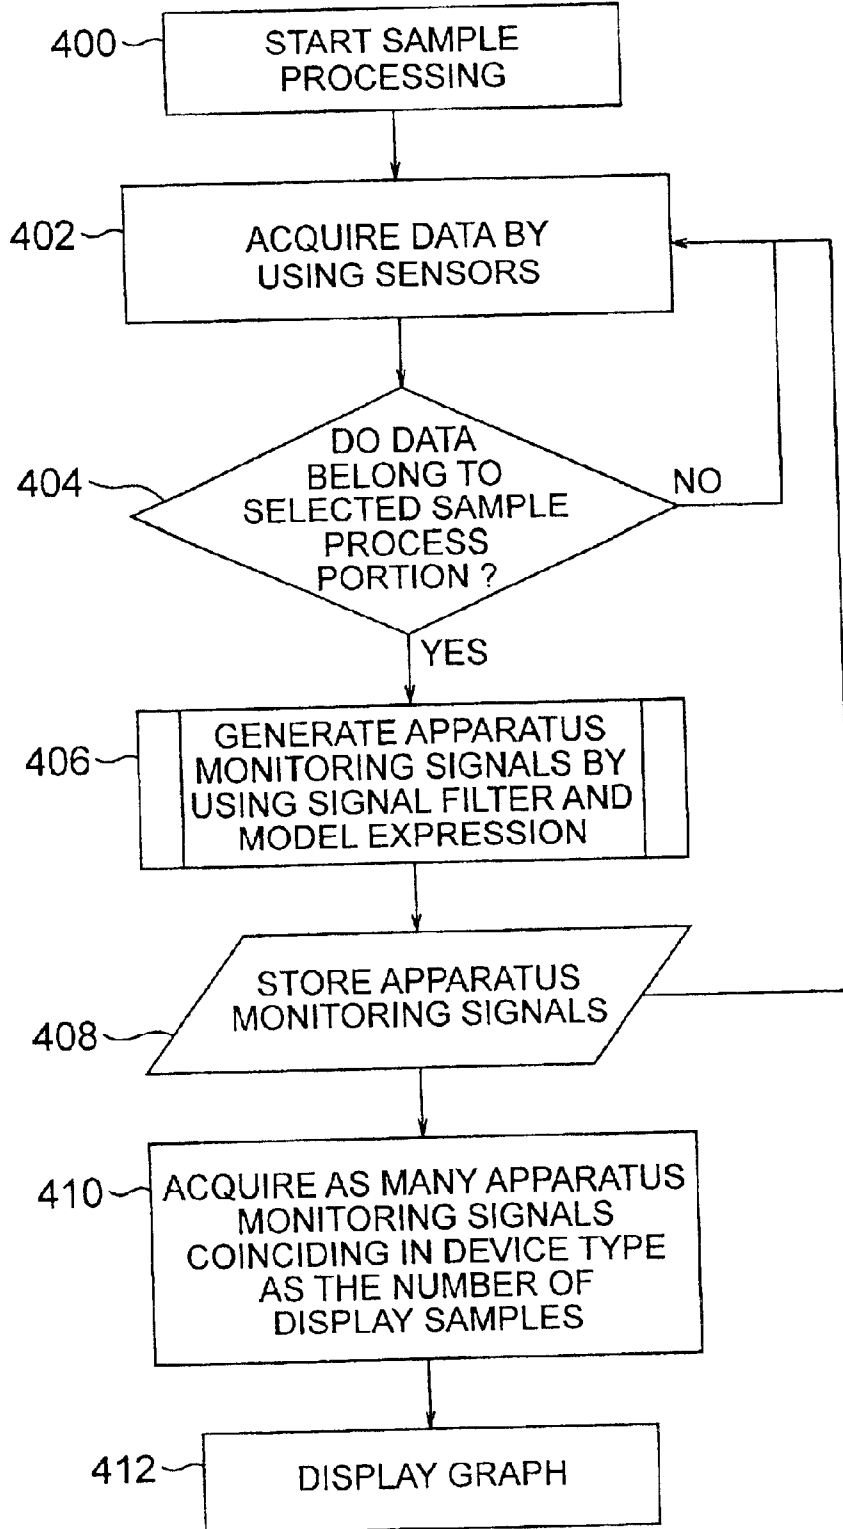 400
START SAMPLE
PROCESSING
402
ACQUIRE DATA BY
USING SENSORS
404
DO DATA
BELONG TO
SELECTED SAMPLE
PROCESS
PORTION ?
NO
YES
406
GENERATE APPARATUS
MONITORING SIGNALS BY
USING SIGNAL FILTER AND
MODEL EXPRESSION
408
STORE APPARATUS
MONITORING SIGNALS
410
ACQUIRE AS MANY APPARATUS
MONITORING SIGNALS
COINCIDING IN DEVICE TYPE
AS THE NUMBER OF
DISPLAY SAMPLES
412
DISPLAY GRAPH